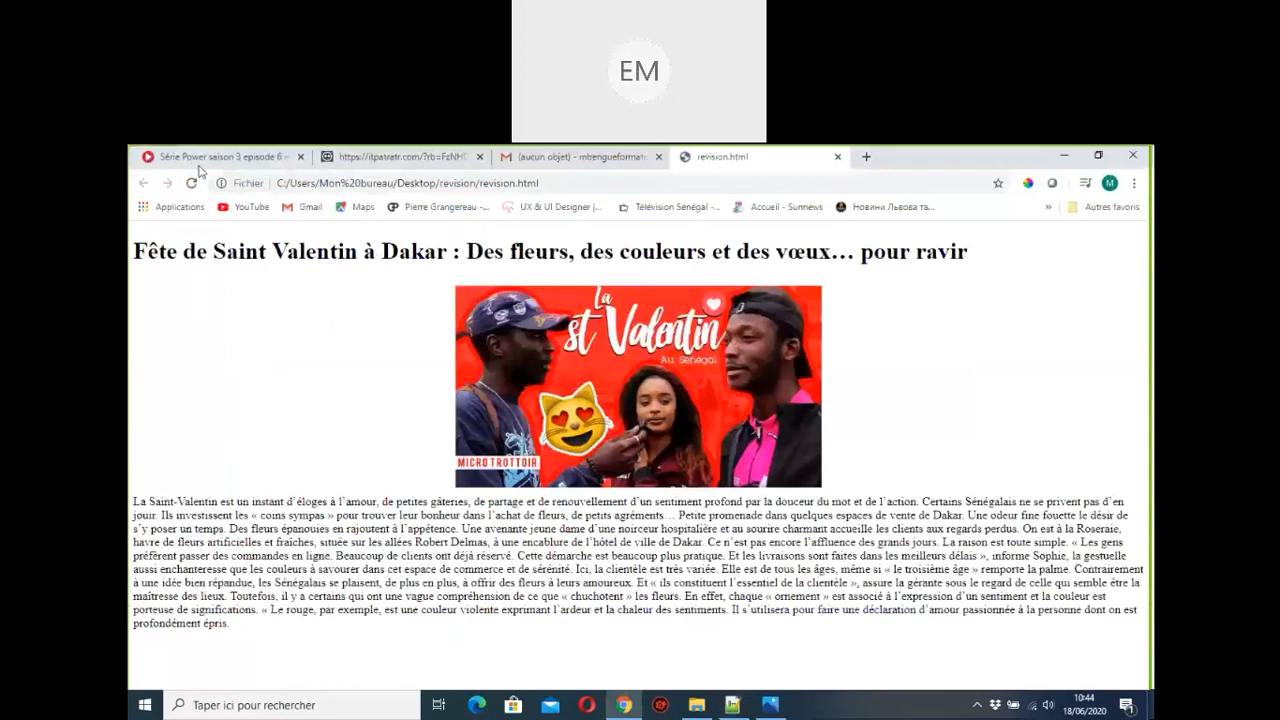 EM
Série Power saison 3 episode 6
https://itpatratr.com/?rb=FzNHD
(aucun objet) - mbengueformat
revision.html
Fichier
C:/Users/Mon%20bureau/Desktop/revision/revision.html
M
Applications
YouTube
Gmail
Maps
Pierre Grangereau -...
UX & UI Designer |...
Télévision Sénégal -...
Accueil - Sunnews
Новини Львова та...
»
Autres favoris
Fête de Saint Valentin à Dakar : Des fleurs, des couleurs et des vœux… pour ravir
La
st Valentin
Au Sénégal
MICROTROTTOIR
La Saint-Valentin est un instant d'éloges à l'amour, de petites gâteries, de partage et de renouvellement d'un sentiment profond par la douceur du mot et de l'action. Certains Sénégalais ne se privent pas d'en
jouir. Ils investissent les « coins sympas » pour trouver leur bonheur dans l'achat de fleurs, de petits agréments… Petite promenade dans quelques espaces de vente de Dakar. Une odeur fine fouette le désir de
s'y poser un temps. Des fleurs épanouies en rajoutent à l'appétence. Une avenante jeune dame d'une noirceur hospitalière et au sourire charmant accueille les clients aux regards perdus. On est à la Roseraie,
havre de fleurs artificielles et fraîches, située sur les allées Robert Delmas, à une encablure de l'hôtel de ville de Dakar. Ce n'est pas encore l'affluence des grands jours. La raison est toute simple. « Les gens
préfèrent passer des commandes en ligne. Beaucoup de clients ont déjà réservé. Cette démarche est beaucoup plus pratique. Et les livraisons sont faites dans les meilleurs délais », informe Sophie, la gestuelle
aussi enchanteresse que les couleurs à savourer dans cet espace de commerce et de sérénité. Ici, la clientèle est très variée. Elle est de tous les âges, même si « le troisième âge » remporte la palme. Contrairement
à une idée bien répandue, les Sénégalais se plaisent, de plus en plus, à offrir des fleurs à leurs amoureux. Et « ils constituent l'essentiel de la clientèle », assure la gérante sous le regard de celle qui semble être la
maîtresse des lieux. Toutefois, il y a certains qui ont une vague compréhension de ce que « chuchotent » les fleurs. En effet, chaque « ornement » est associé à l'expression d'un sentiment et la couleur est
porteuse de significations. « Le rouge, par exemple, est une couleur violente exprimant l'ardeur et la chaleur des sentiments. Il s'utilisera pour faire une déclaration d'amour passionnée à la personne dont on est
profondément épris.
Taper ici pour rechercher
10:44
18/06/2020